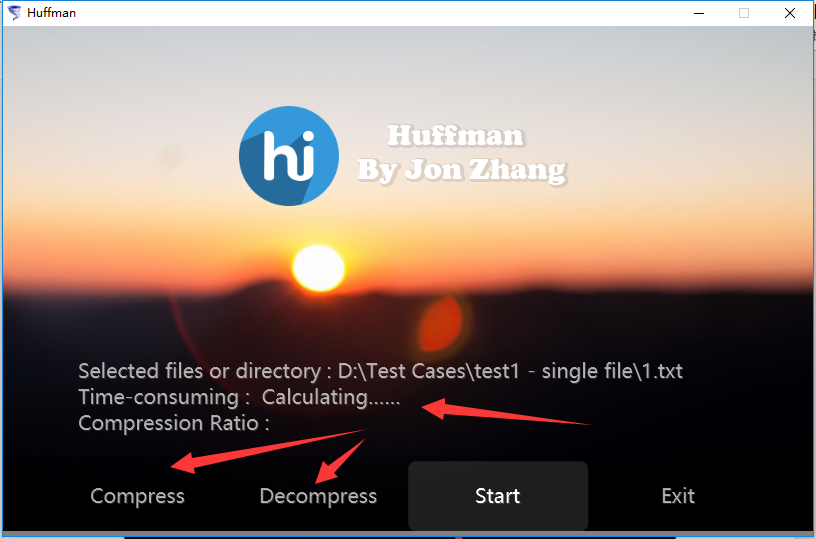 Huffman
hi
Huffman
By Jon Zhang
Selected files or directory : D:\Test Cases\test1 - single file\1.txt
Time-consuming :  Calculating......
Compression Ratio :
Compress Decompress Start Exit